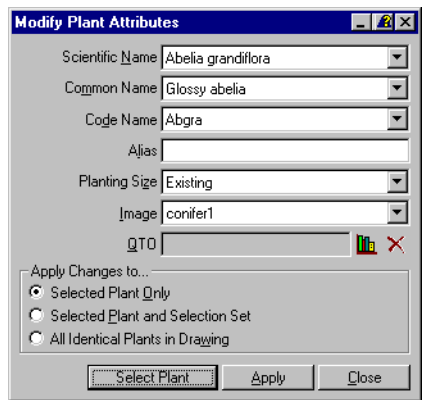 Modify Plant Attributes
Scientific Name Abelia grandiflora
Common Name Glossy abelia
Code Name Abgra
Alias
Planting Size Existing
Image conifer1
QTO
Apply Changes to...
Selected Plant Only
Selected Plant and Selection Set
All Identical Plants in Drawing
Select Plant Apply Close